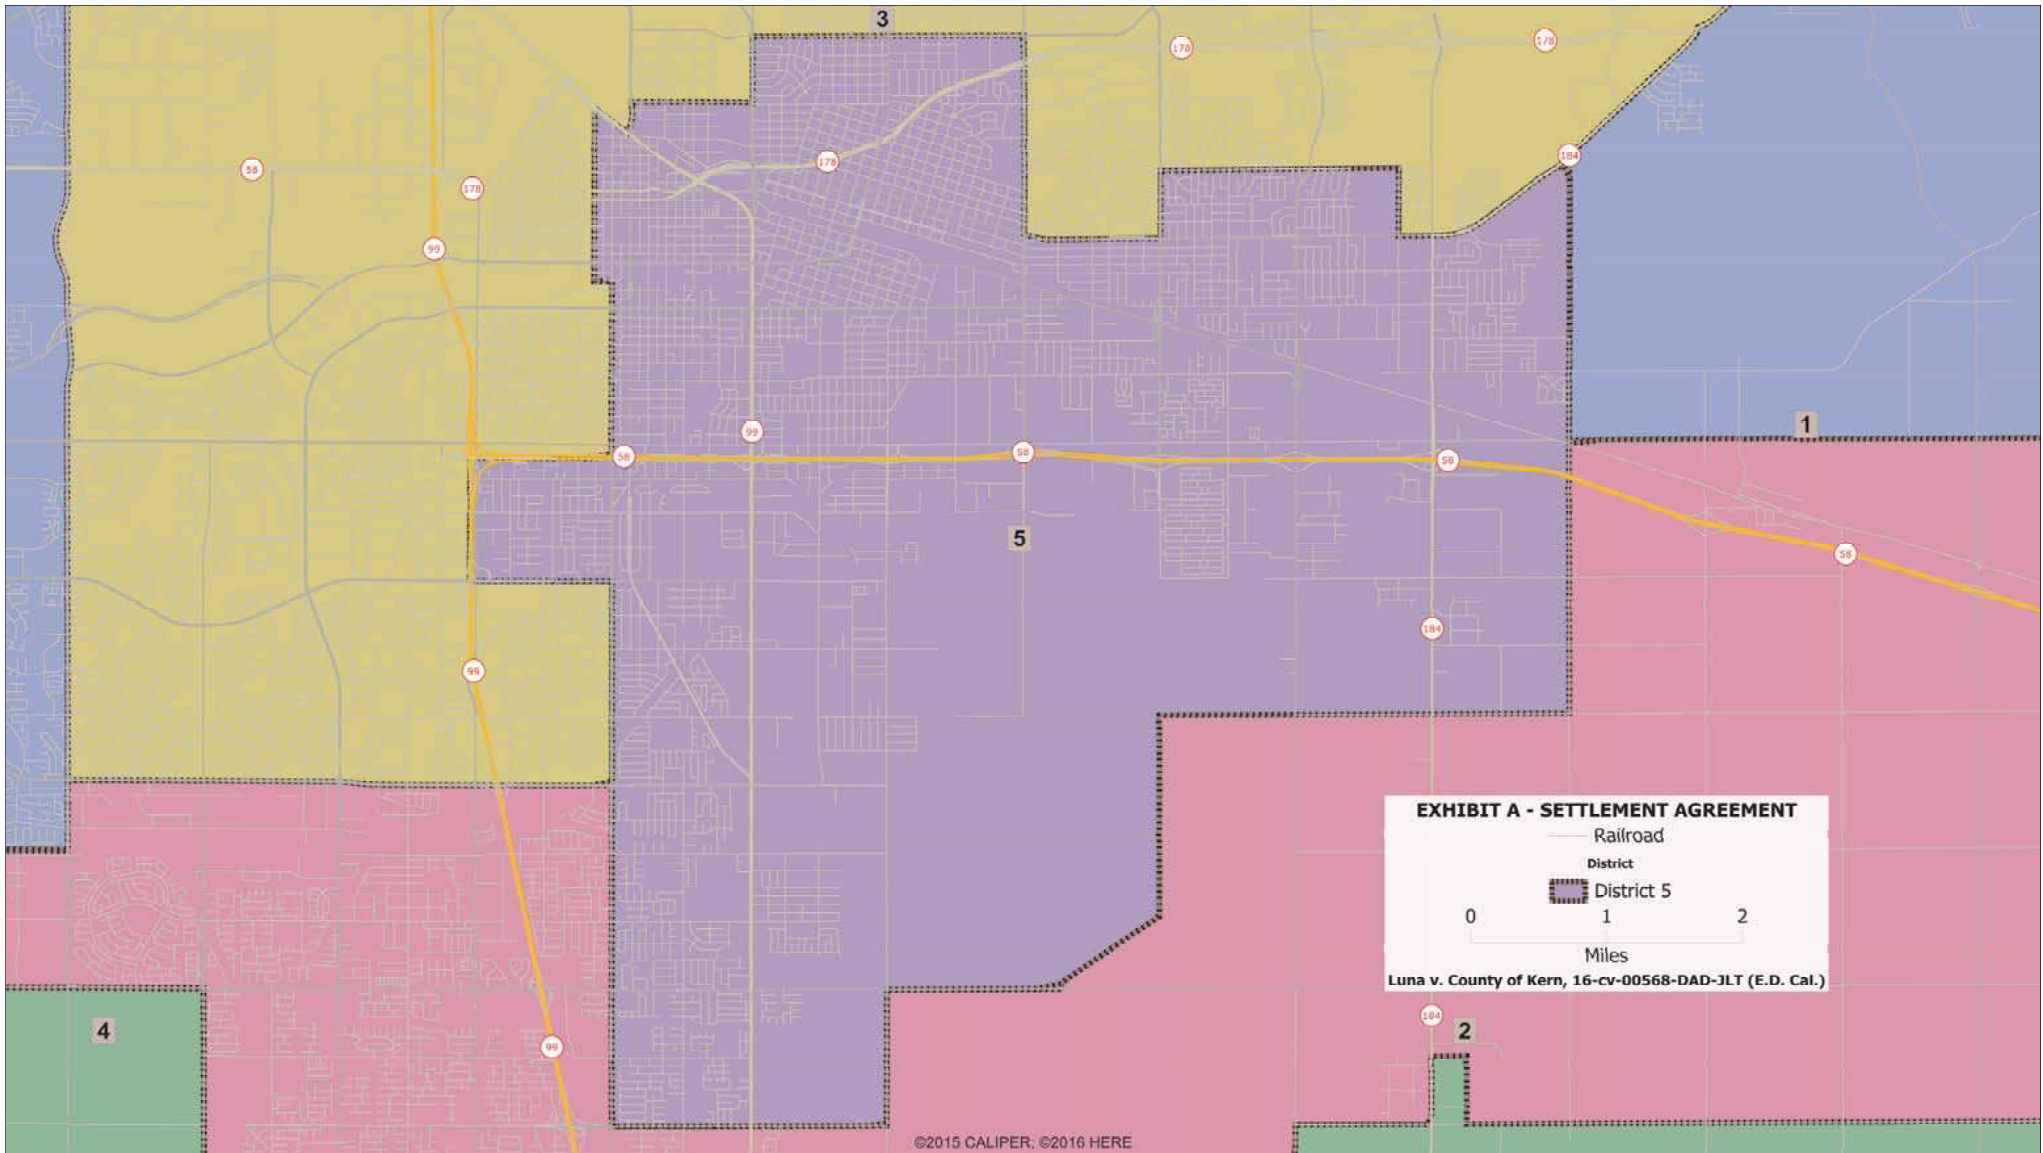 3
178
178
184
58
178
178
99
1
99
58
58
58
58
5
184
99
EXHIBIT A - SETTLEMENT AGREEMENT
Railroad
District
District 5
0 1 2
Miles
Luna v. County of Kern, 16-cv-00568-DAD-JLT (E.D. Cal.)
184
4
2
99
©2015 CALIPER; ©2016 HERE